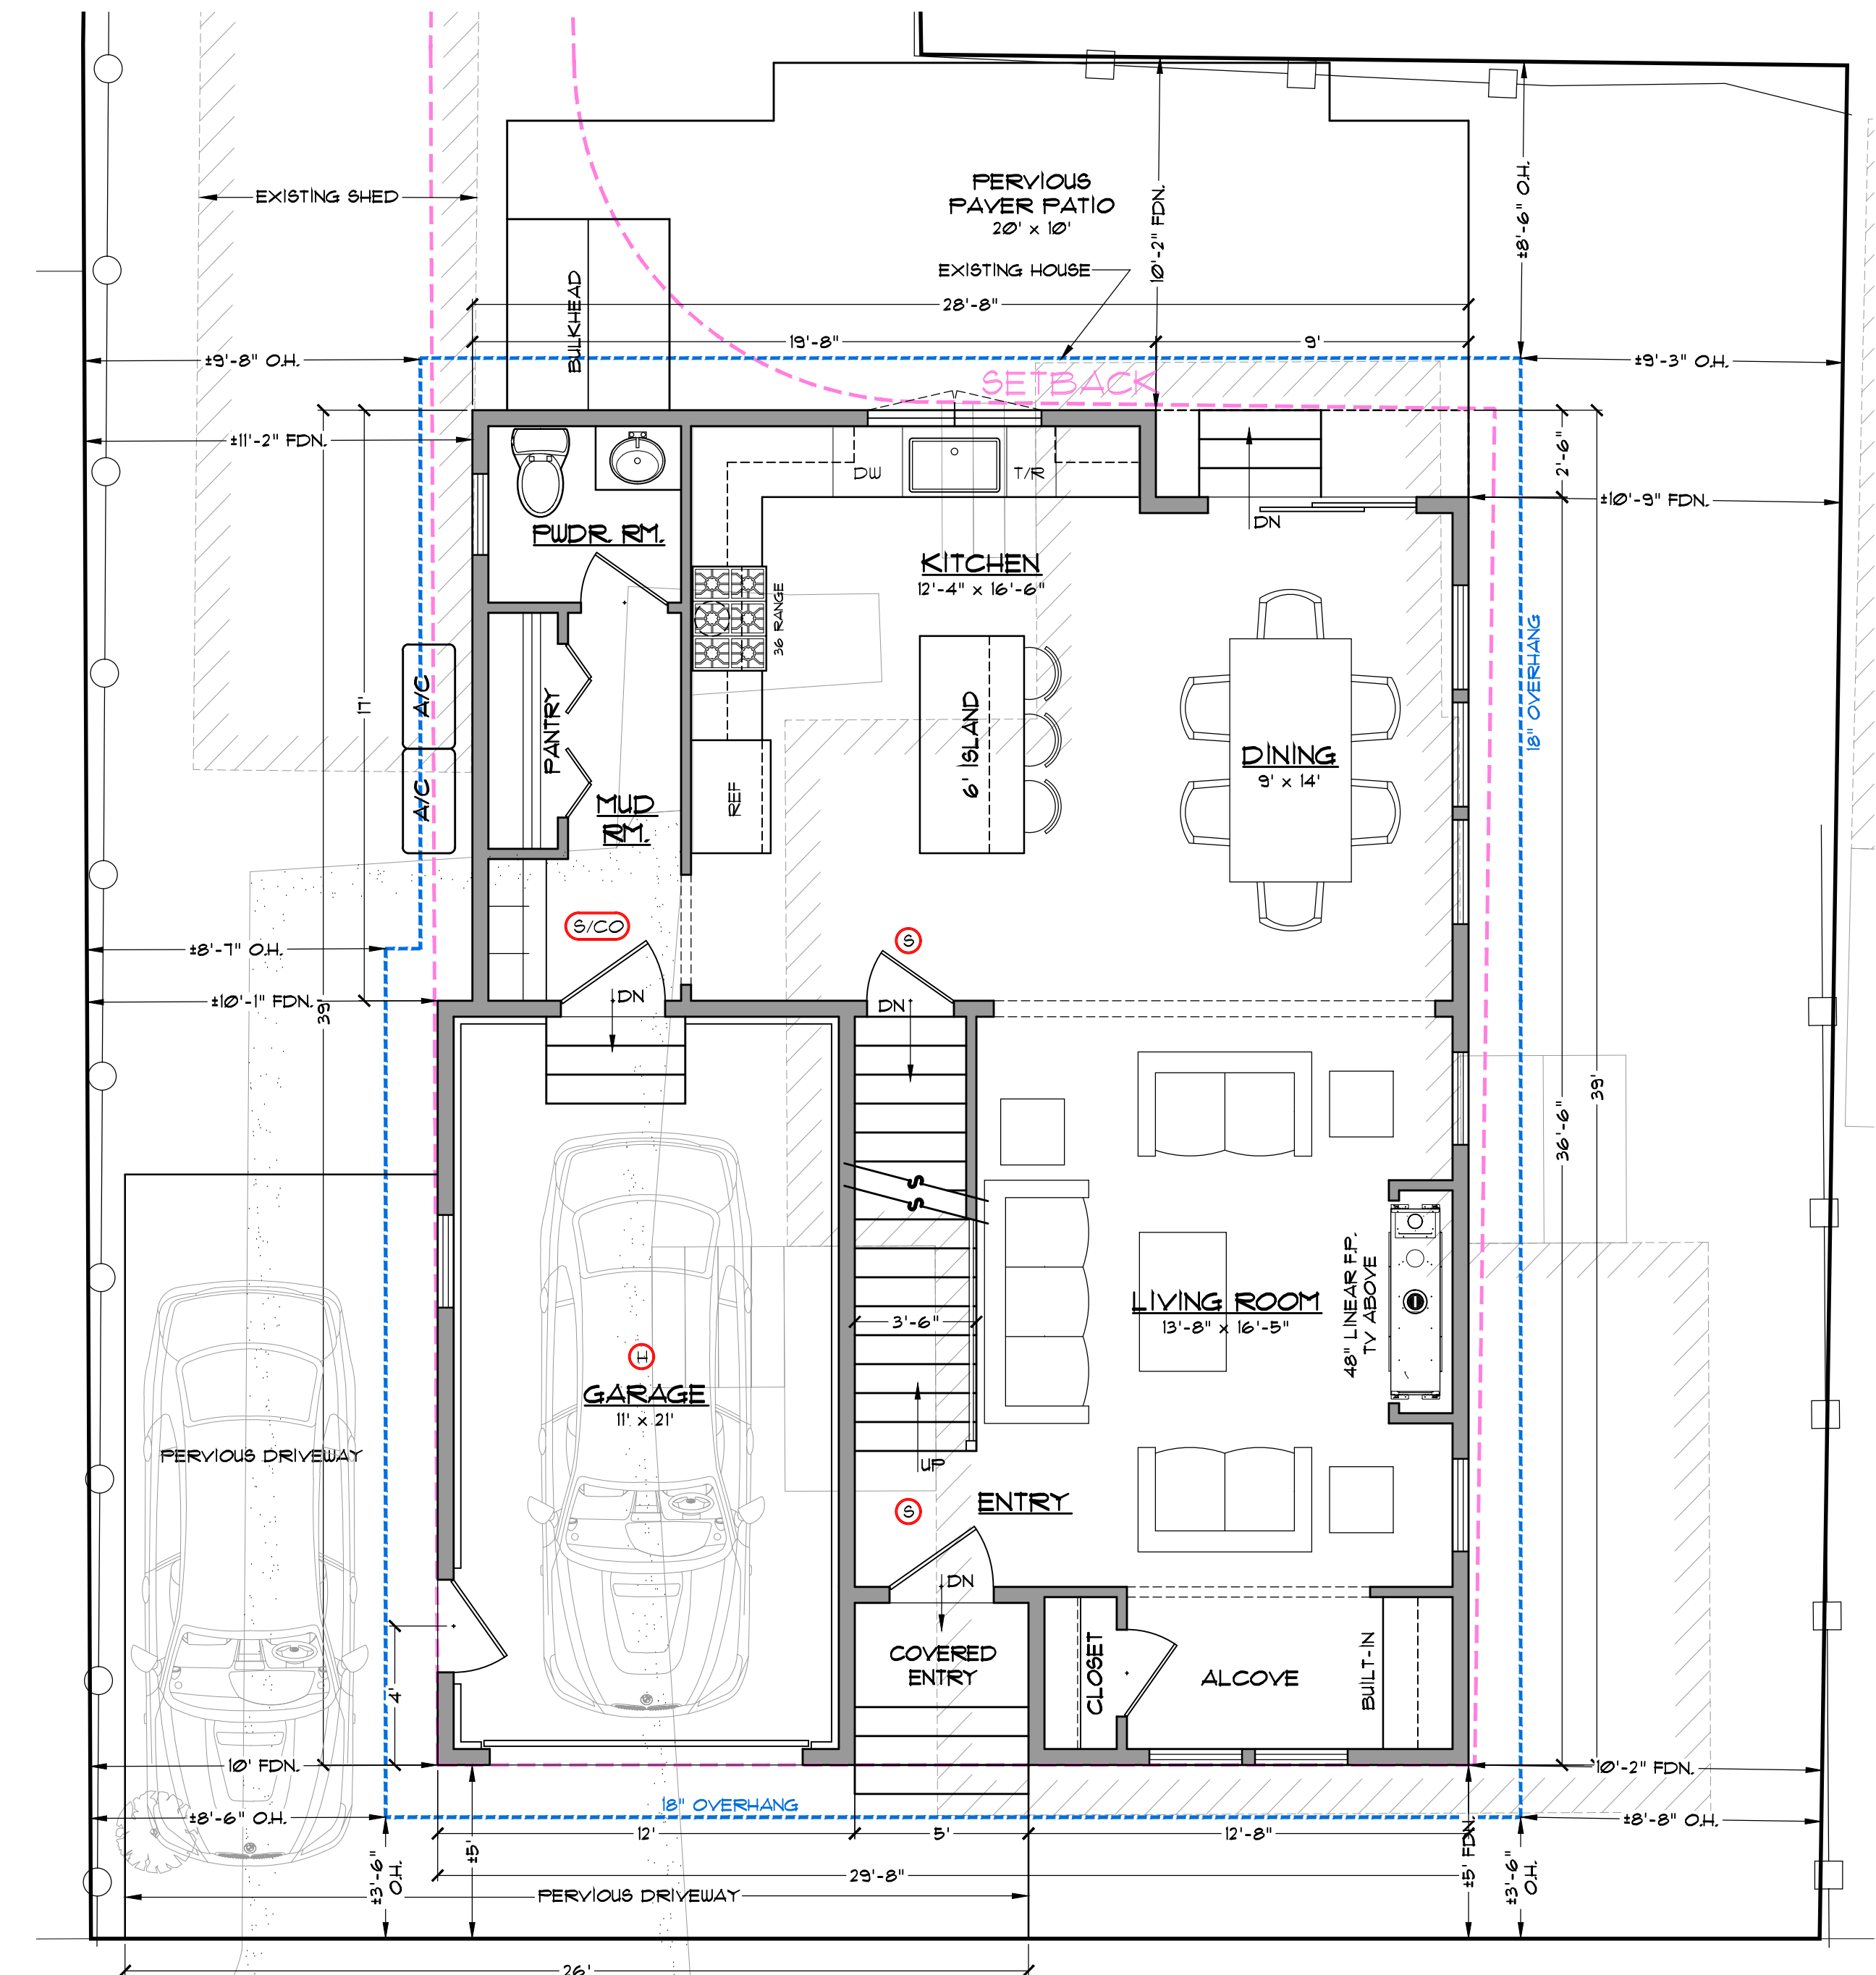 EXISTING SHED
PERVIOUS
PAVER PATIO
20' x 10'
EXISTING HOUSE
10'-2" FDN.
±8'-6" O.H.
28'-8"
19'-8"
9'
BULKHEAD
±9'-8" O.H.
±9'-3" O.H.
SETBACK
±11'-2" FDN.
2'-6"
±10'-9" FDN.
DW
T/R
DN
PWDR. RM.
KITCHEN
12'-4" x 16'-6"
36 RANGE
18" OVERHANG
A/C
A/C
17'
PANTRY
6' ISLAND
DINING
9' x 14'
MUD
RM.
REF
S/CO
S
±8'-7" O.H.
±10'-1" FDN.
39'
DN
DN
36'-6"
39'
3'-6"
LIVING ROOM
13'-8" x 16'-5"
48" LINEAR F.P.
TV ABOVE
H
GARAGE
11' x 21'
PERVIOUS DRIVEWAY
UP
S
ENTRY
DN
COVERED
ENTRY
CLOSET
ALCOVE
BUILT-IN
4'
10' FDN.
10'-2" FDN.
±8'-6" O.H.
18" OVERHANG
±8'-8" O.H.
12'
5'
12'-8"
±3'-6"
O.H.
±5'
29'-8"
±5' FDN.
±3'-6"
O.H.
PERVIOUS DRIVEWAY
26'